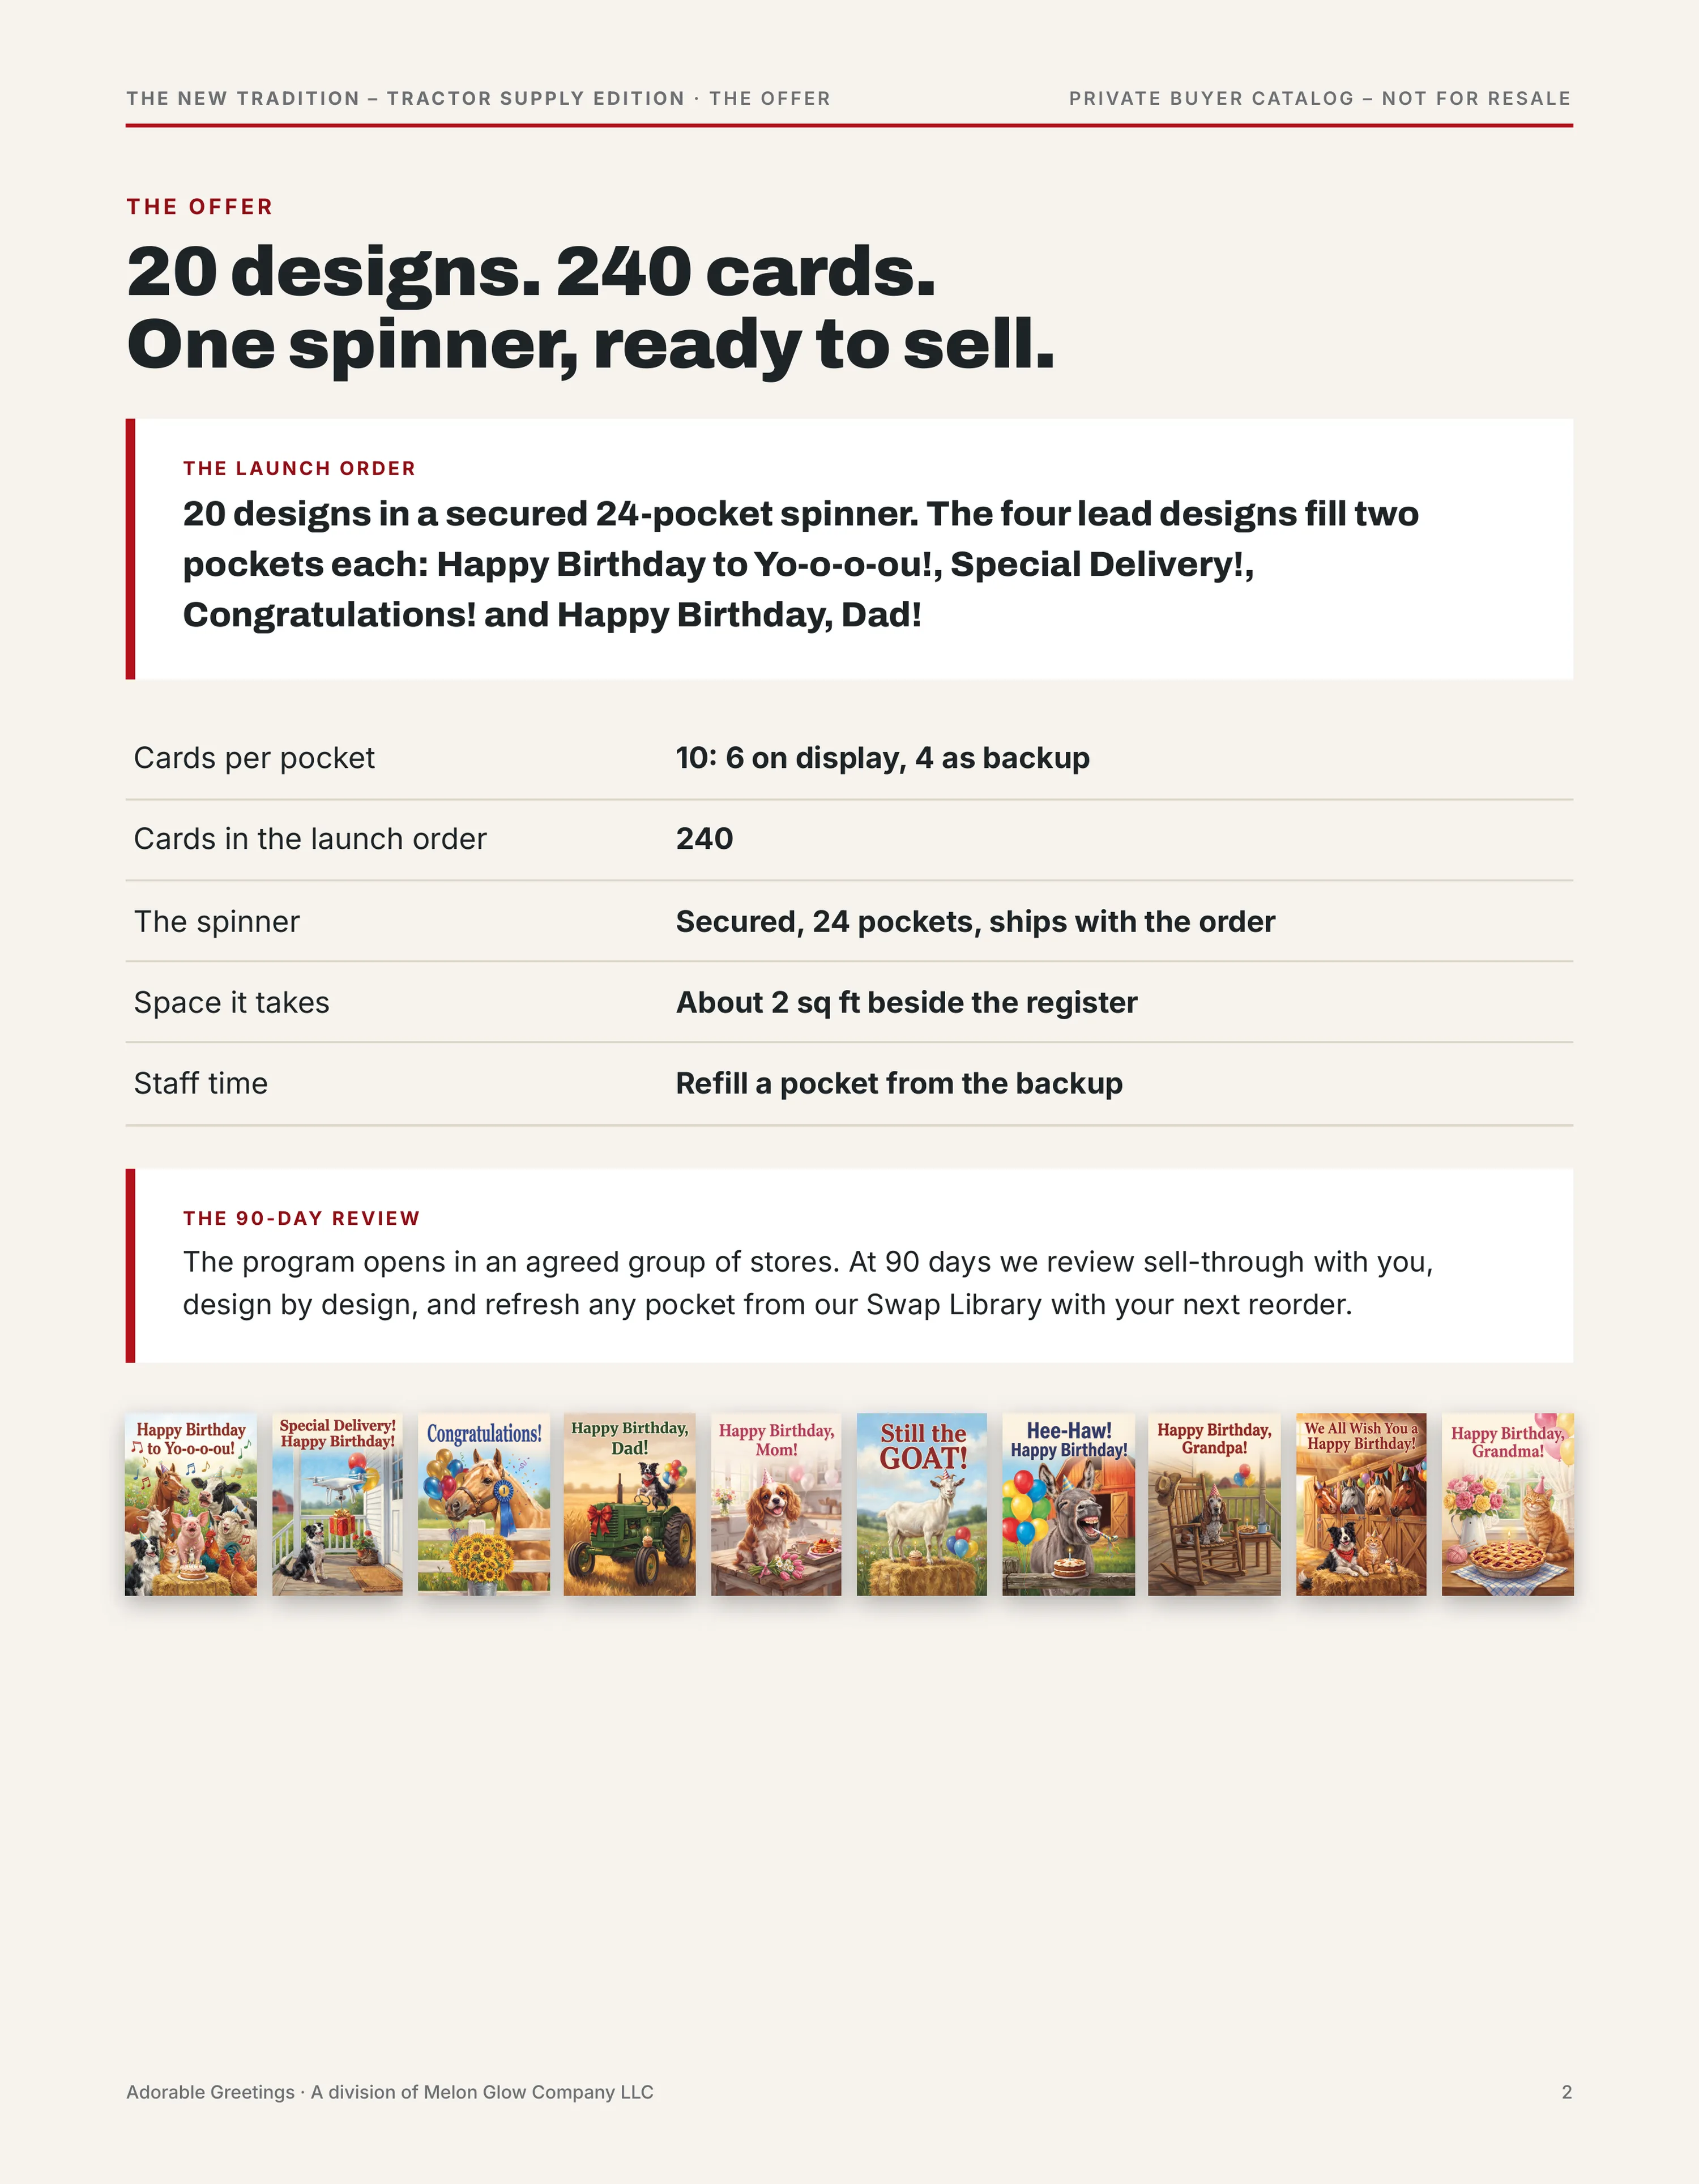 THE NEW TRADITION – TRACTOR SUPPLY EDITION · THE OFFER
PRIVATE BUYER CATALOG – NOT FOR RESALE
THE OFFER
20 designs. 240 cards.
One spinner, ready to sell.
THE LAUNCH ORDER
20 designs in a secured 24-pocket spinner. The four lead designs fill two
pockets each: Happy Birthday to Yo-o-o-ou!, Special Delivery!,
Congratulations! and Happy Birthday, Dad!
Cards per pocket
10: 6 on display, 4 as backup
Cards in the launch order
240
The spinner
Secured, 24 pockets, ships with the order
Space it takes
About 2 sq ft beside the register
Staff time
Refill a pocket from the backup
THE 90-DAY REVIEW
The program opens in an agreed group of stores. At 90 days we review sell-through with you,
design by design, and refresh any pocket from our Swap Library with your next reorder.
Happy Birthday
to Yo-o-o-ou!
Special Delivery!
Happy Birthday!
Congratulations!
Happy Birthday,
Dad!
Happy Birthday,
Mom!
Still the
GOAT!
Hee-Haw!
Happy Birthday!
Happy Birthday,
Grandpa!
We All Wish You a
Happy Birthday!
Happy Birthday,
Grandma!
Adorable Greetings · A division of Melon Glow Company LLC
2